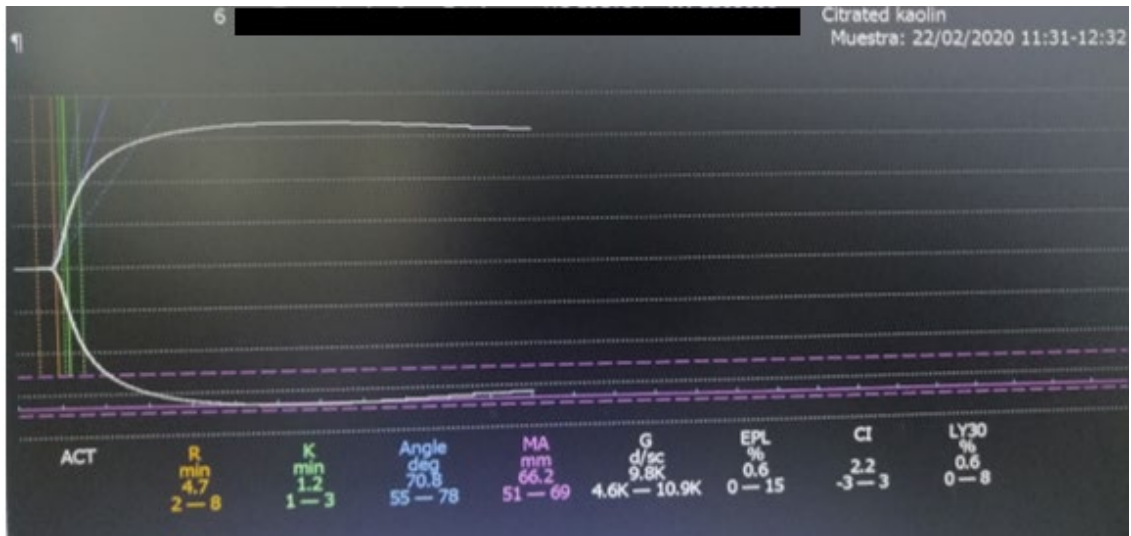 6
Citrated kaolin
¶
Muestra: 22/02/2020 11:31-12:32
ACT
R
min
4.7
2 — 8
K
min
1.2
1 — 3
Angle
deg
70.8
55 — 78
MA
mm
66.2
51 — 69
G
d/sc
9.8K
4.6K — 10.9K
EPL
%
0.6
0 — 15
CI
2.2
-3 — 3
LY30
%
0.6
0 — 8